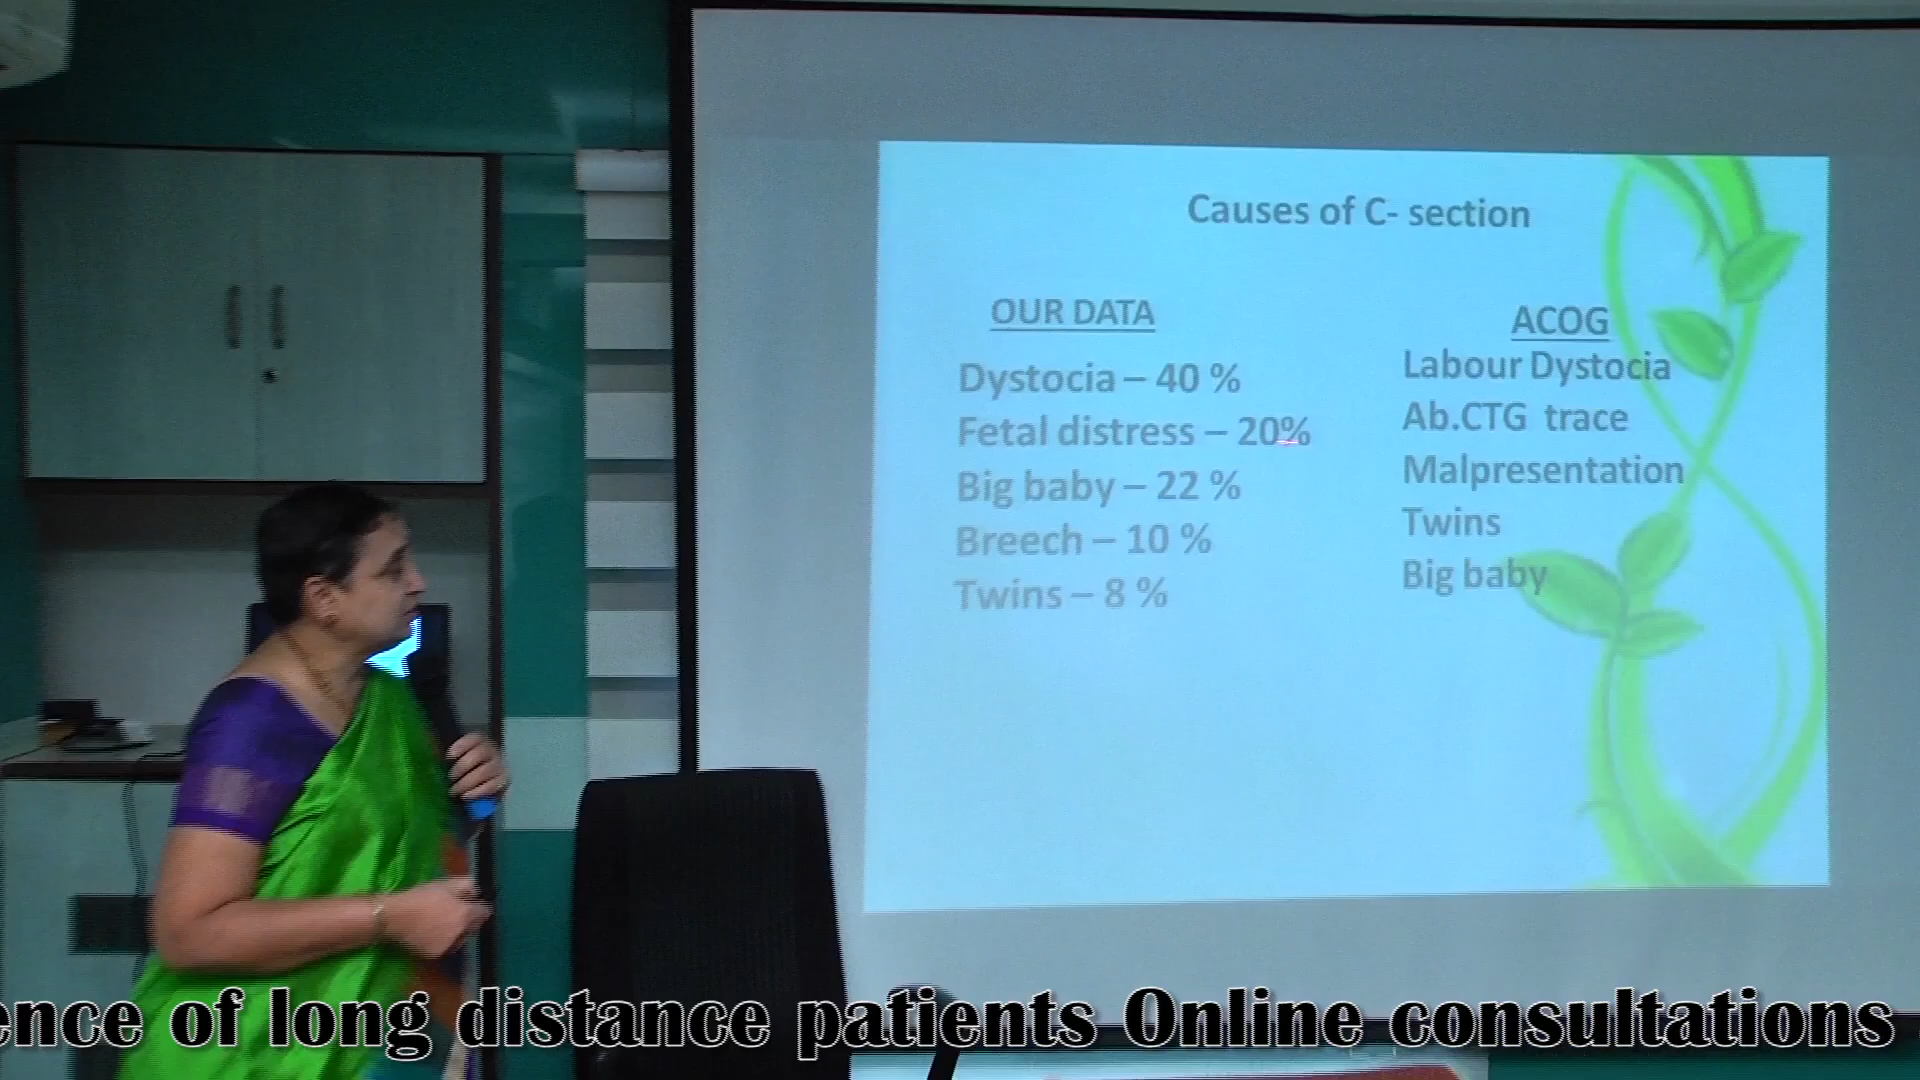 Causes of C- section
OUR DATA
Dystocia – 40 %
Fetal distress – 20%
Big baby – 22 %
Breech – 10 %
Twins – 8 %
ACOG
Labour Dystocia
Ab.CTG trace
Malpresentation
Twins
Big baby
ence of long distance patients Online consultations